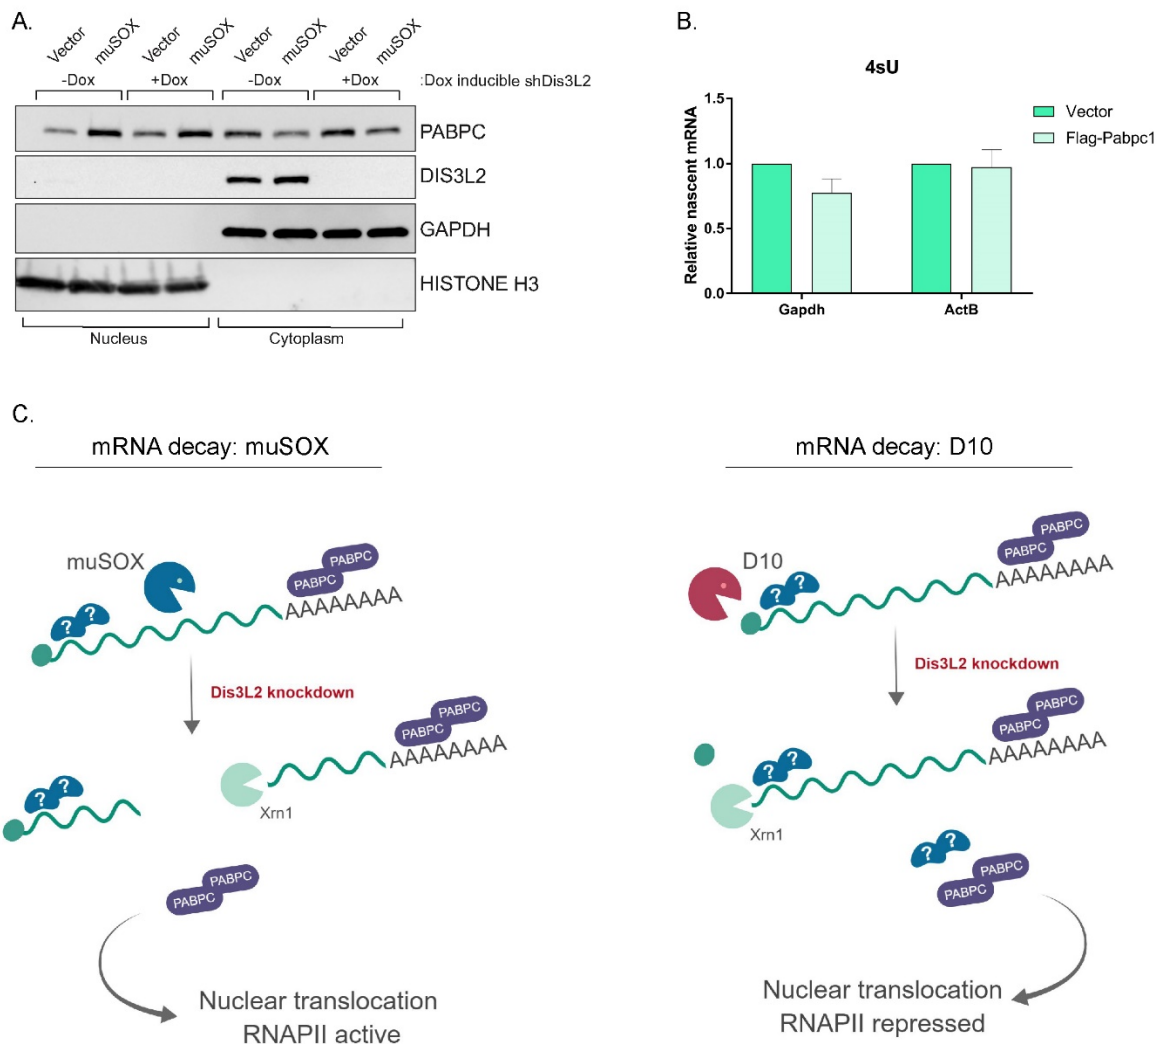 A.
Vector
muSOX
Vector
muSOX
Vector
muSOX
Vector
muSOX
-Dox
+Dox
-Dox
+Dox
:Dox inducible shDis3L2
PABPC
DIS3L2
GAPDH
HISTONE H3
Nucleus
Cytoplasm
B.
4sU
Relative nascent mRNA
1.5
1.0
0.5
0.0
Gapdh
ActB
Vector
Flag-Pabpc1
C.
mRNA decay: muSOX
muSOX
PABPC
PABPC
? ?
AAAAAAAA
Dis3L2 knockdown
PABPC
PABPC
AAAAAAAA
? ?
Xrn1
PABPC
PABPC
Nuclear translocation
RNAPII active
mRNA decay: D10
D10
PABPC
PABPC
? ?
AAAAAAAA
Dis3L2 knockdown
PABPC
PABPC
AAAAAAAA
? ?
Xrn1
? ?
PABPC
PABPC
Nuclear translocation
RNAPII repressed